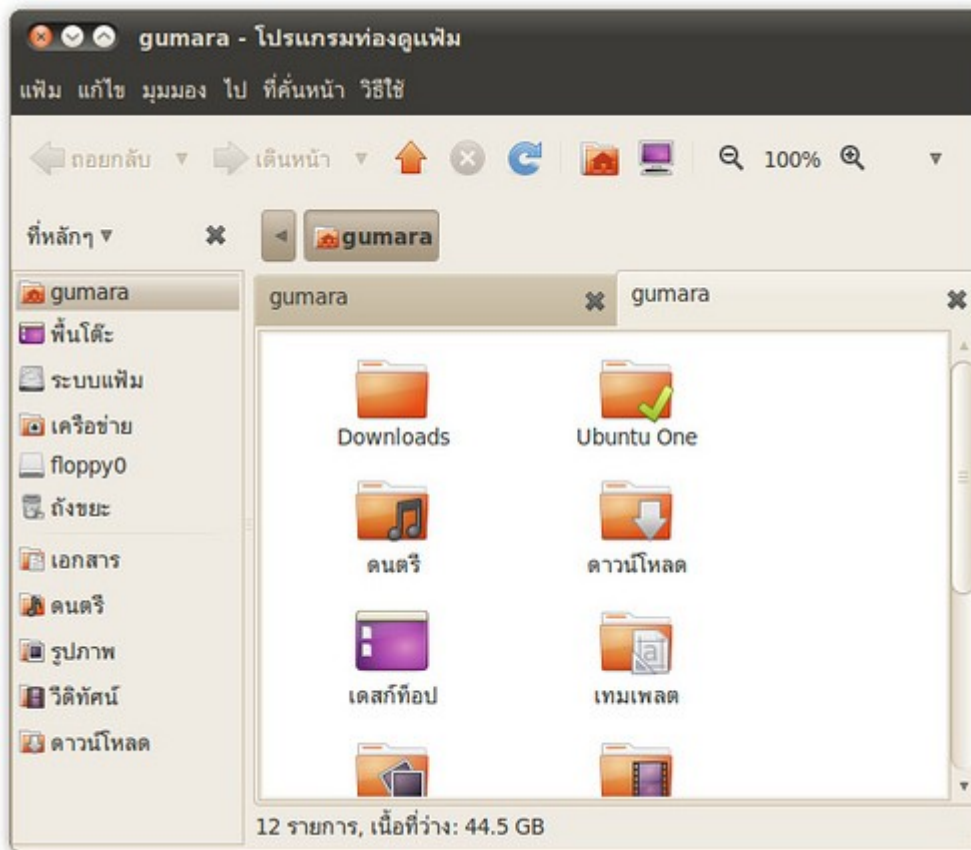 gumara - โปรแกรมท่องดูแฟ้ม
แฟ้ม แก้ไข มุมมอง ไป ที่คั่นหน้า วิธีใช้
ถอยกลับ เดินหน้า 100%
ที่หลักๆ gumara
gumara
พื้นโต๊ะ
ระบบแฟ้ม
เครือข่าย
floppy0
ถังขยะ
เอกสาร
ดนตรี
รูปภาพ
วีดิทัศน์
ดาวน์โหลด
gumara gumara
Downloads Ubuntu One
ดนตรี ดาวน์โหลด
เดสก์ท็อป เทมเพลต
12 รายการ, เนื้อที่ว่าง: 44.5 GB